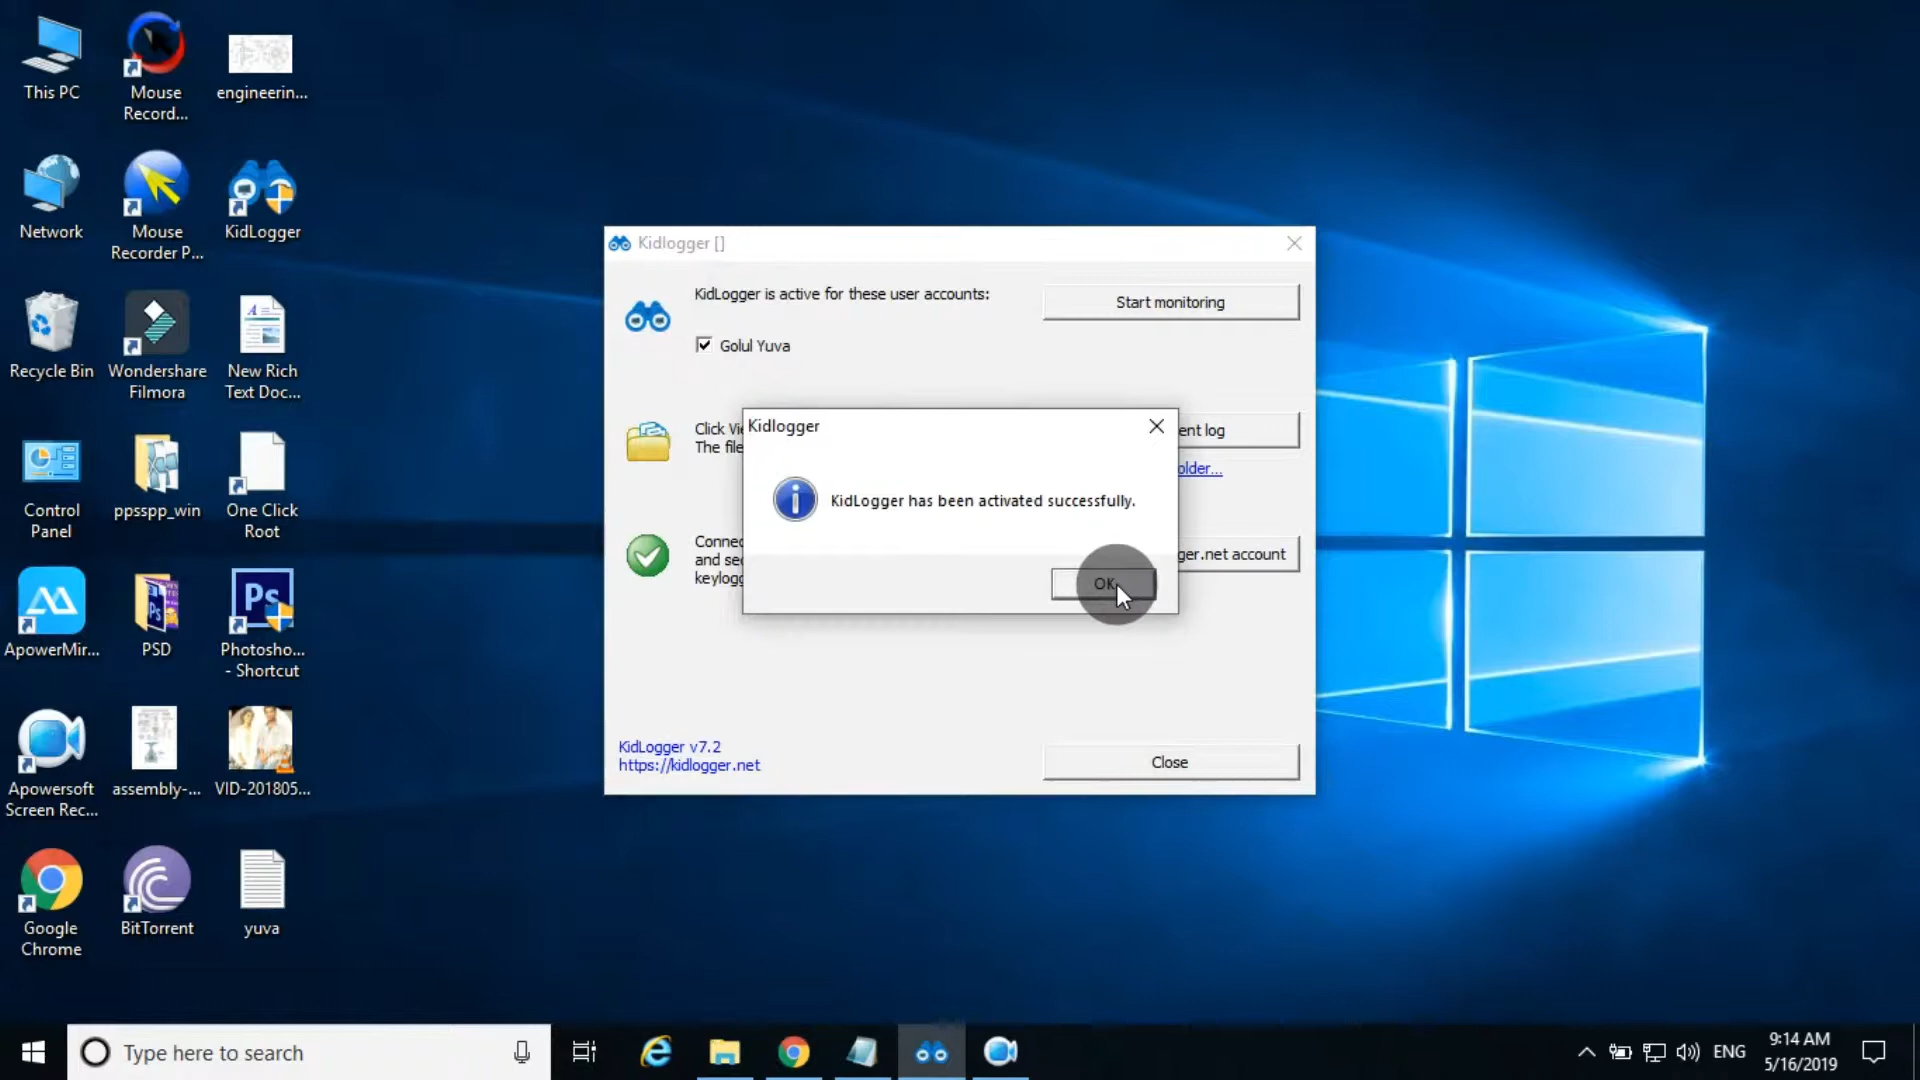 This PC
Mouse
Record...
engineerin...
Network
Mouse
Recorder P...
KidLogger
Recycle Bin
Wondershare
Filmora
New Rich
Text Doc...
Control
Panel
ppsspp_win
One Click
Root
ApowerMir...
PSD
Ps
Photosho...
- Shortcut
Apowersoft
Screen Rec...
assembly-...
VID-201805...
Google
Chrome
BitTorrent
yuva
Kidlogger []
KidLogger is active for these user accounts:
Start monitoring
Golul Yuva
Click Vi
The file
ent log
older...
Connec
and sec
keylogg
ger.net account
Kidlogger
KidLogger has been activated successfully.
OK
KidLogger v7.2
https://kidlogger.net
Close
Type here to search
ENG
9:14 AM
5/16/2019